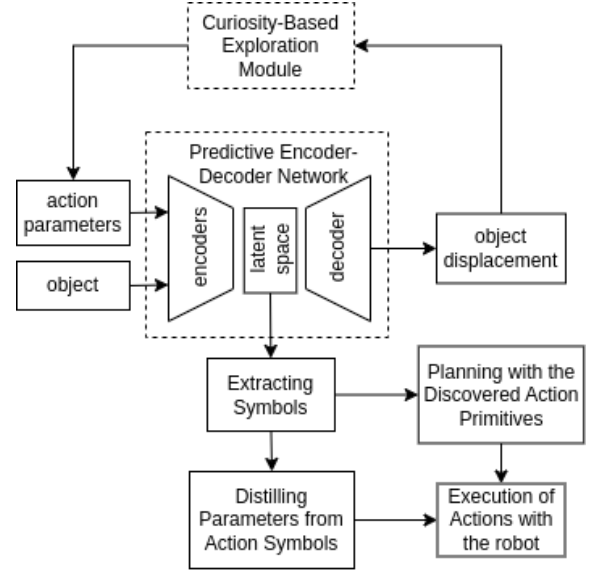 Curiosity-Based
Exploration
Module
Predictive Encoder-
Decoder Network
action
parameters
object
encoders
latent
space
decoder
object
displacement
Extracting
Symbols
Planning with the
Discovered Action
Primitives
Distilling
Parameters from
Action Symbols
Execution of
Actions with
the robot